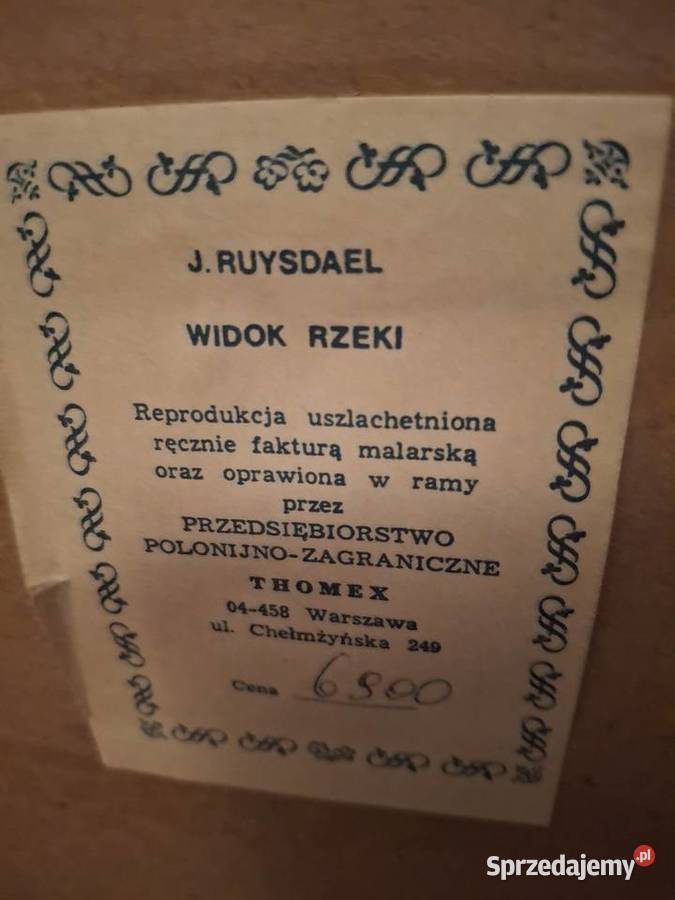 J. RUYSDAEL
WIDOK RZEKI
Reprodukcja uszlachetniona
ręcznie fakturą malarską
oraz oprawiona w ramy
przez
PRZEDSIĘBIORSTWO
POLONIJNO-ZAGRANICZNE
THOMEX
04-458 Warszawa
ul. Chełmżyńska 249
Cena 6900
Sprzedajemy.pl